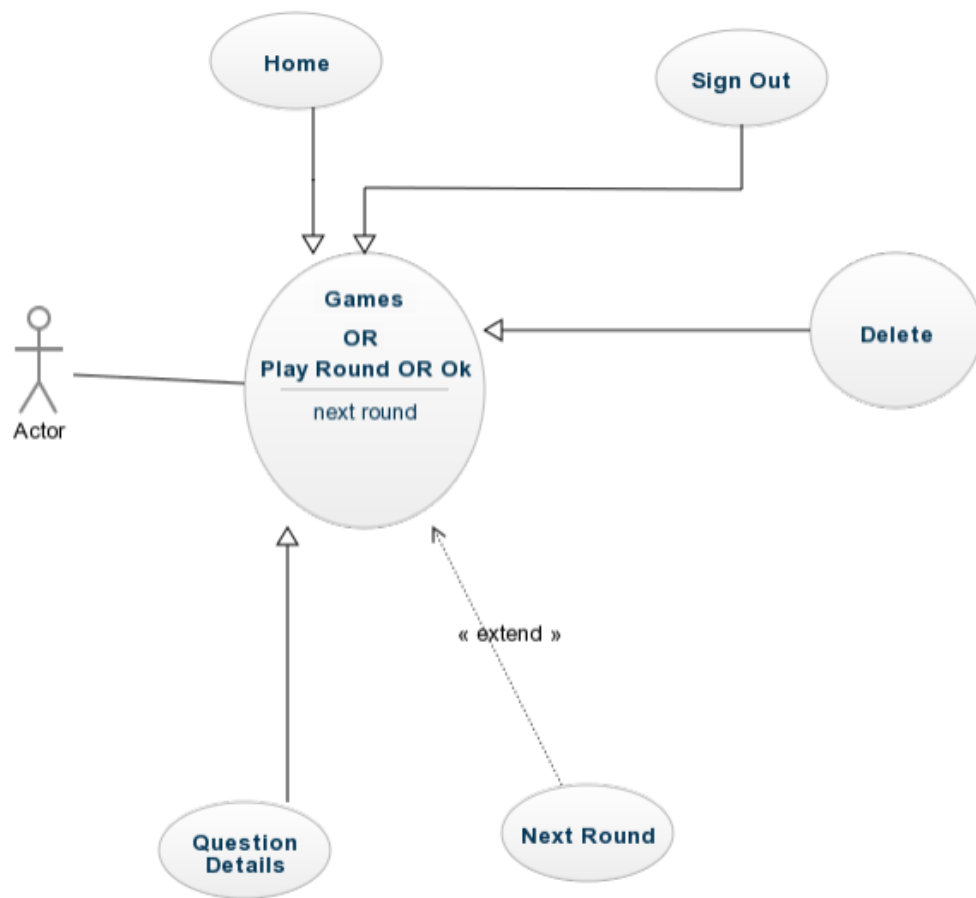 Home
Sign Out
Games
OR
Play Round OR Ok
next round
Delete
Actor
« extend »
Question
Details
Next Round